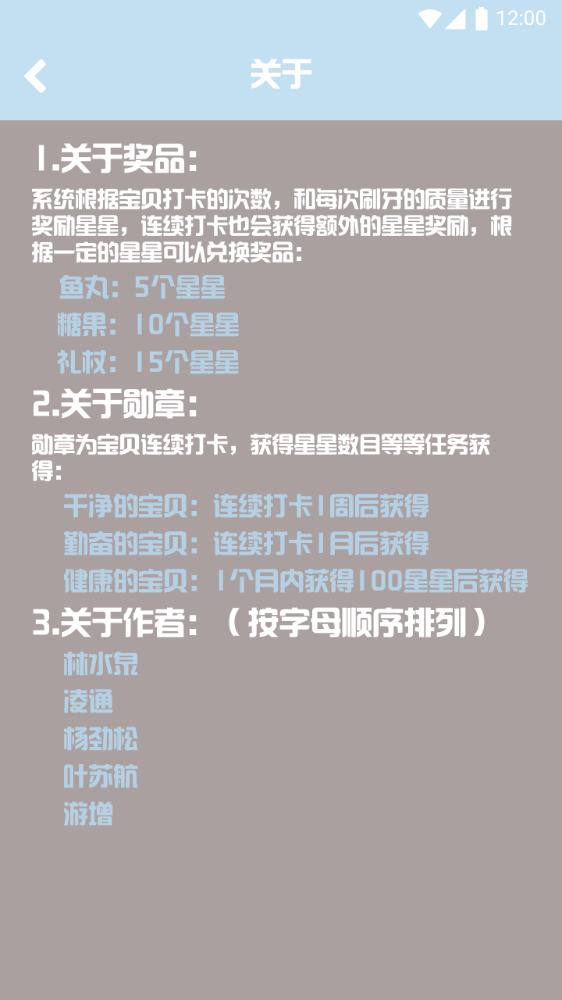 12:00
关于
1.关于奖品：
系统根据宝贝打卡的次数，和每次刷牙的质量进行
奖励星星，连续打卡也会获得额外的星星奖励，根
据一定的星星可以兑换奖品：
鱼丸：5个星星
糖果：10个星星
礼杖：15个星星
2.关于勋章：
勋章为宝贝连续打卡，获得星星数目等等任务获
得：
干净的宝贝：连续打卡1周后获得
勤奋的宝贝：连续打卡1月后获得
健康的宝贝：1个月内获得100星星后获得
3.关于作者：（按字母顺序排列）
林水泉
凌通
杨劲松
叶苏航
游增